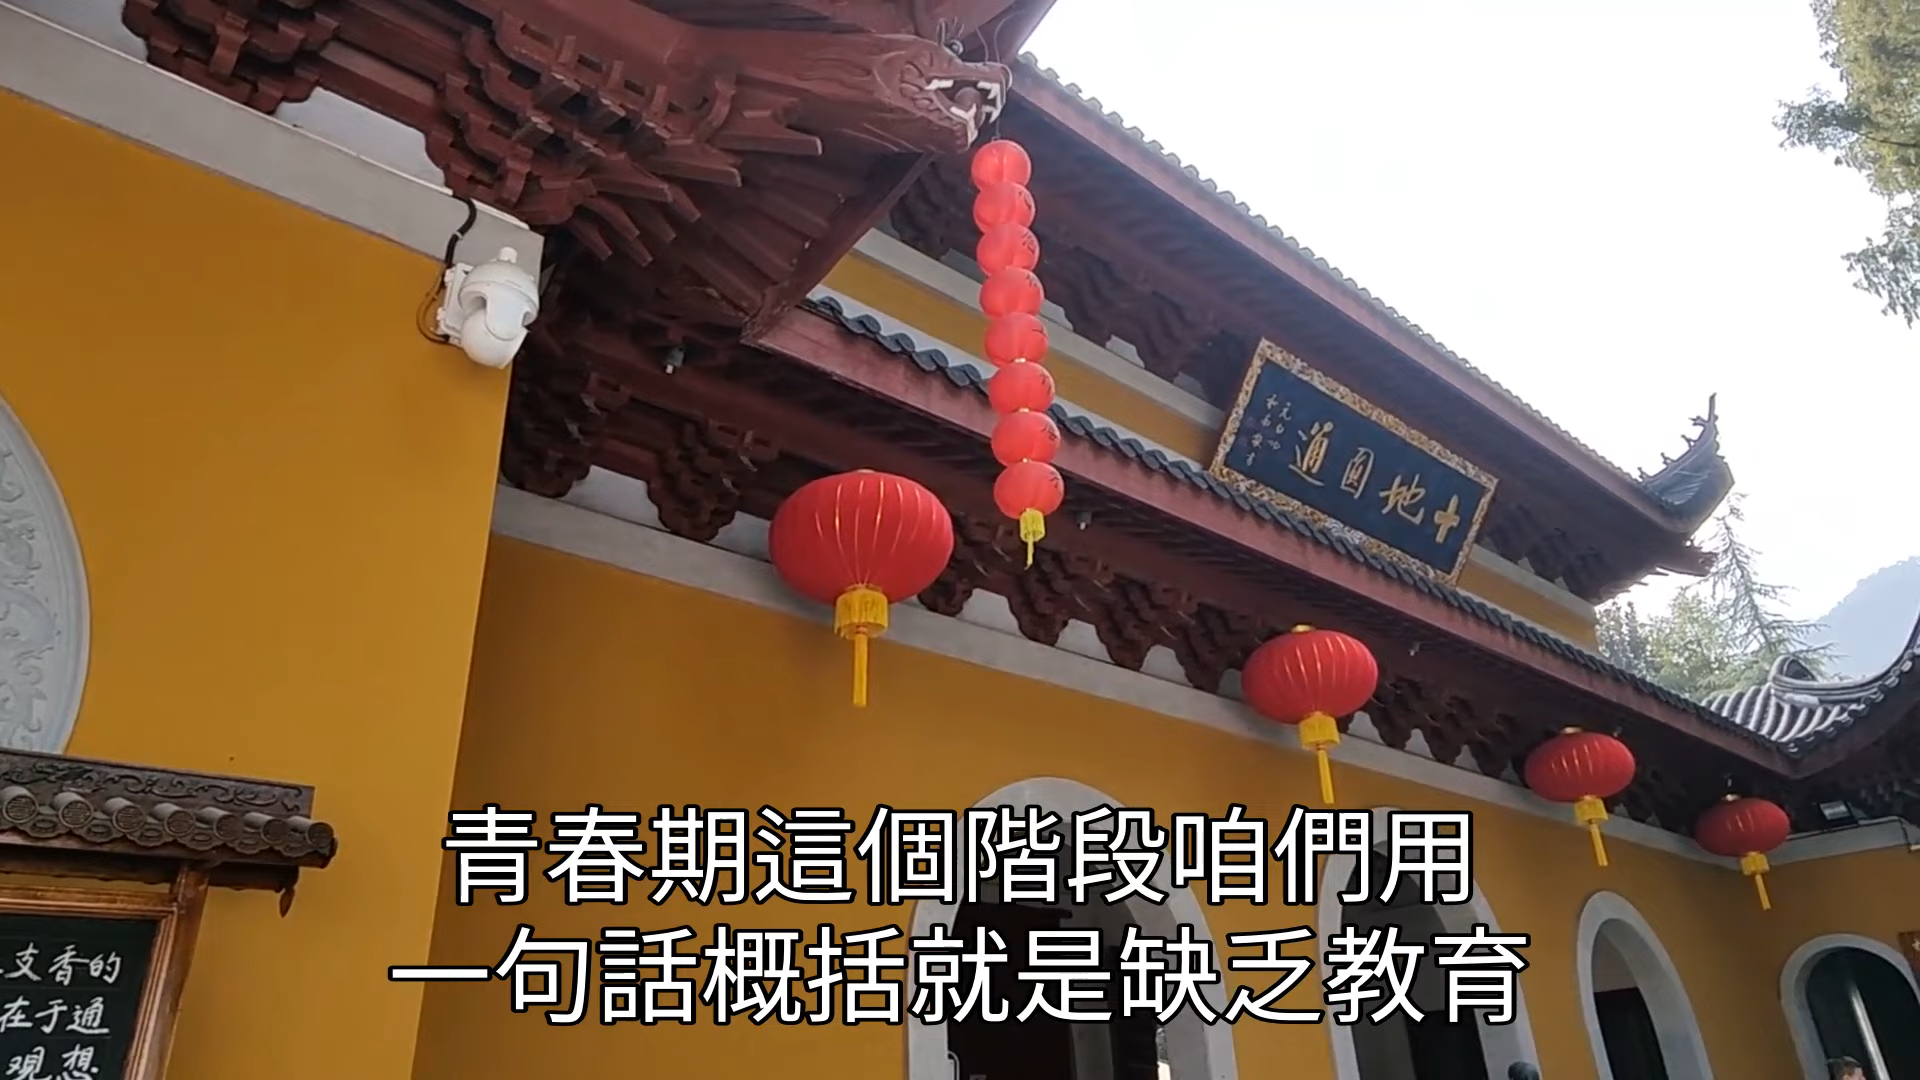 十地圓通
支香的
在于通
观想
青春期這個階段咱們用
一句話概括就是缺乏教育